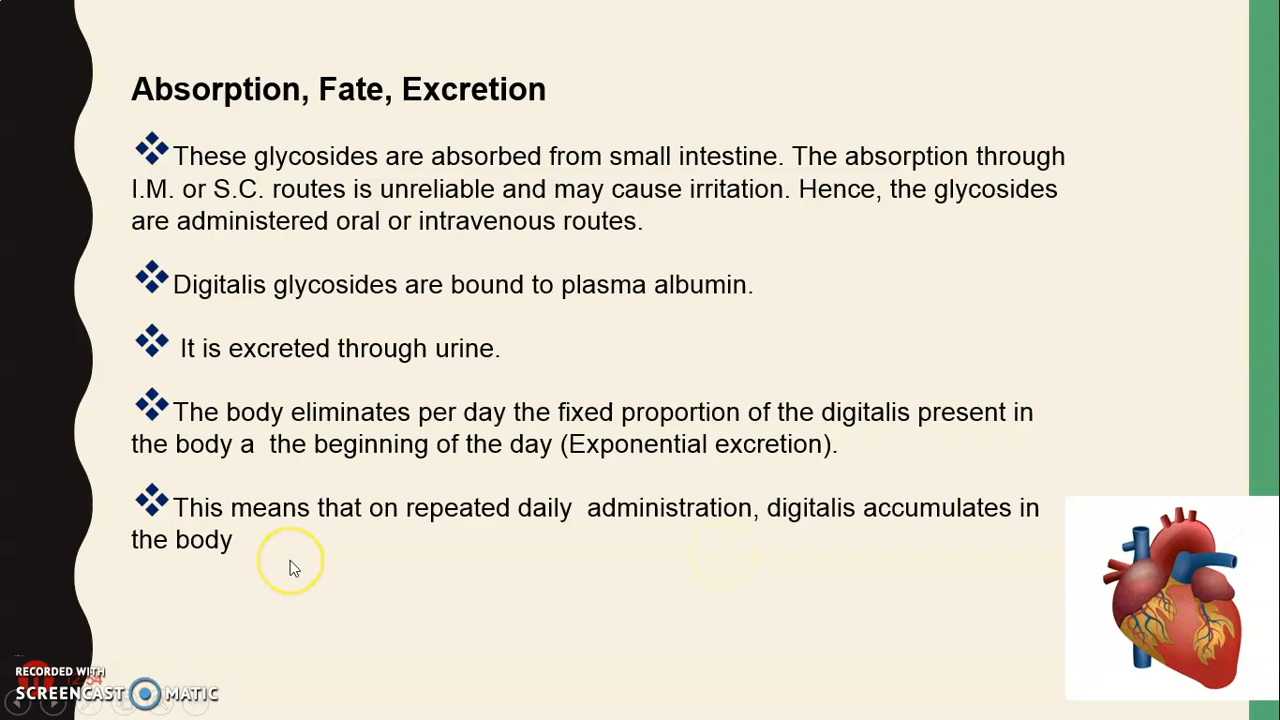 Absorption, Fate, Excretion
❖These glycosides are absorbed from small intestine. The absorption through
I.M. or S.C. routes is unreliable and may cause irritation. Hence, the glycosides
are administered oral or intravenous routes.
❖Digitalis glycosides are bound to plasma albumin.
❖ It is excreted through urine.
❖The body eliminates per day the fixed proportion of the digitalis present in
the body a  the beginning of the day (Exponential excretion).
❖This means that on repeated daily  administration, digitalis accumulates in
the body
RECORDED WITH
SCREENCAST MATIC